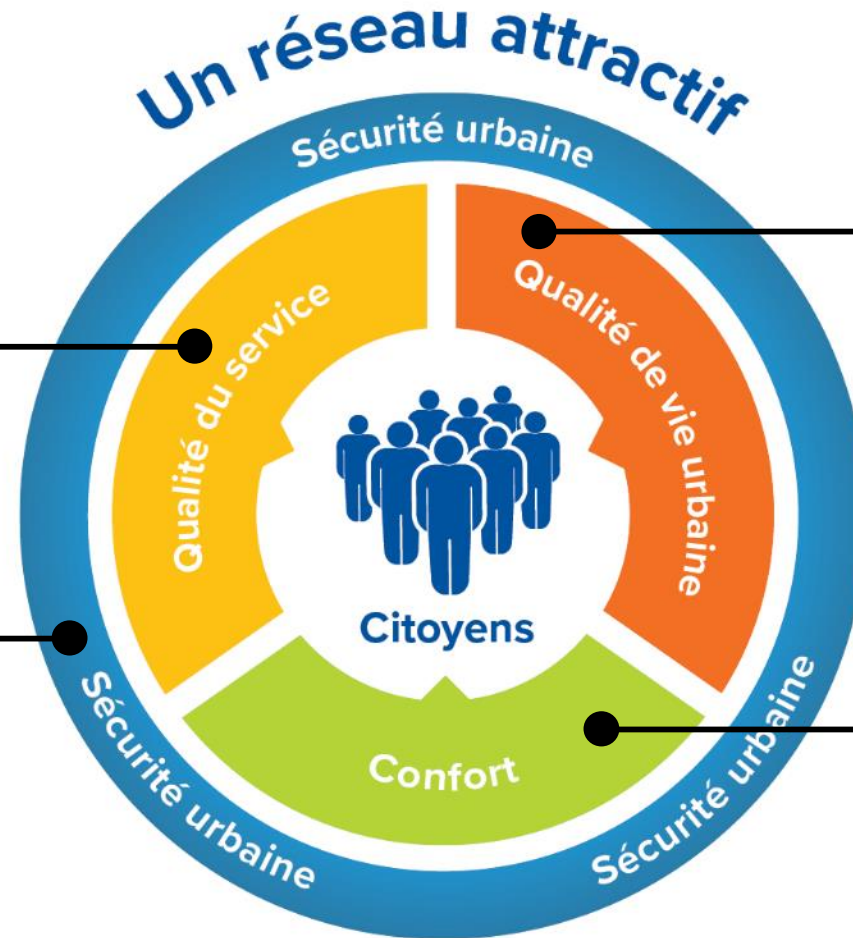 Un réseau attractif
Sécurité urbaine
Qualité du service
Qualité de vie urbaine
Citoyens
Confort
Sécurité urbaine
Sécurité urbaine